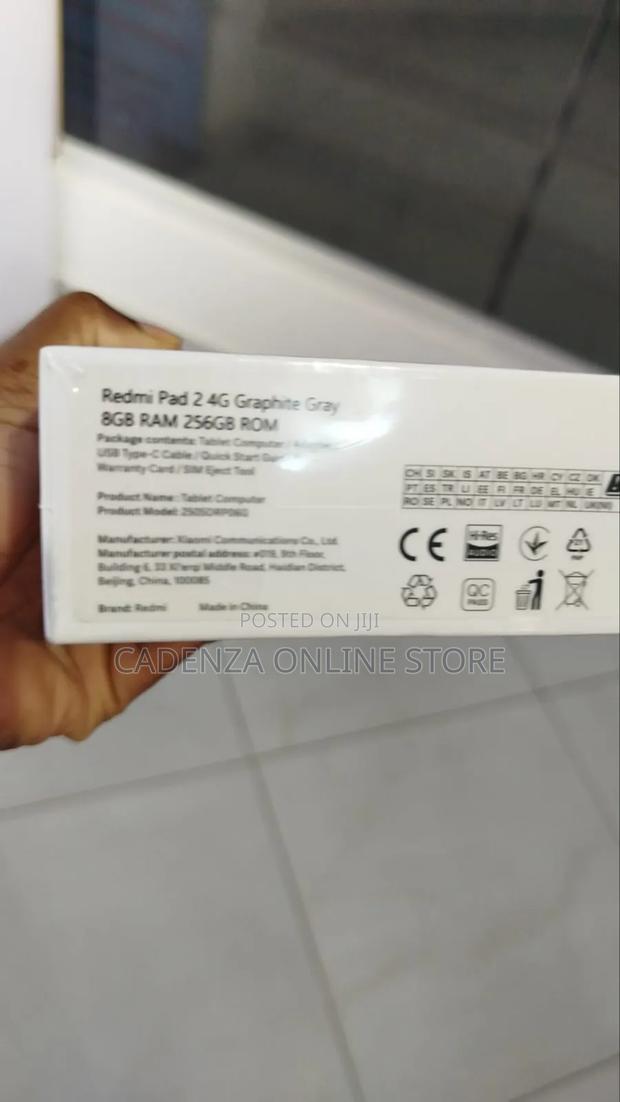 Redmi Pad 2 4G Graphite Gray
8GB RAM 256GB ROM
Package contents: Tablet Computer / Adapter
USB Type-C Cable / Quick Start
Warranty Card / SIM Eject Tool
Product Name: Tablet Computer
Product Model:
Manufacturer: Xiaomi Communications Co., Ltd.
Manufacturer postal address: #019, 9th Floor,
Building 6, 33 Xi'erqi Middle Road, Haidian District,
Beijing, China, 100085
Brand: Redmi Made in China
CH SI SK IS AT BE BG HR CY CZ DK
PT ES TR LI EE FI FR DE EL HU IE
RO SE PL NO IT LV LT LU MT NL UK(NI)
CE
Hi-Res
AUDIO
PAP
QC
PASS
POSTED ON JIJI
CADENZA ONLINE STORE